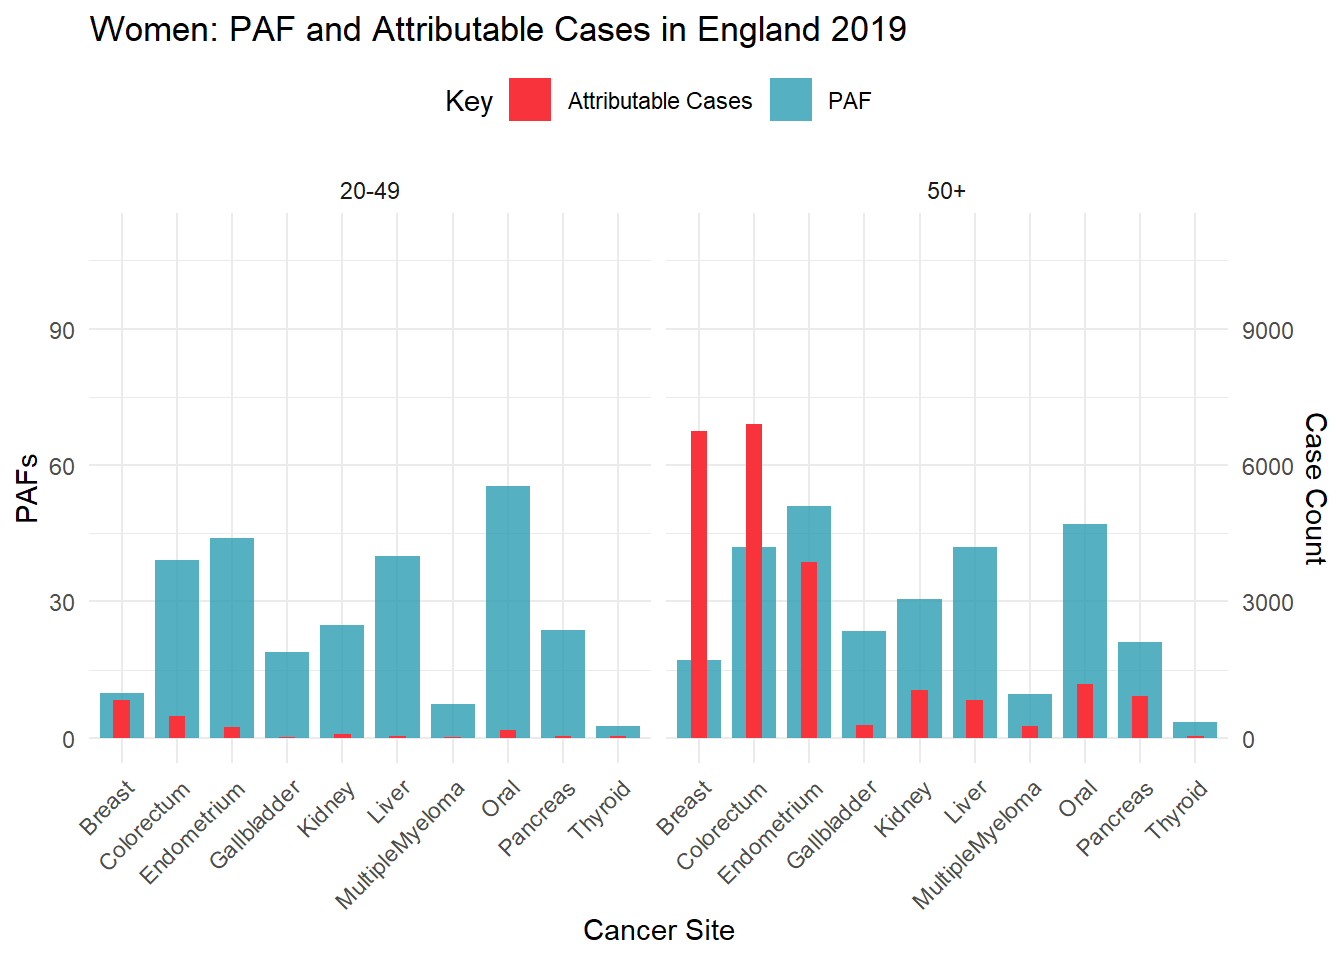 Women: PAF and Attributable Cases in England 2019
Key Attributable Cases PAF
20-49 50+
90
60
30
0
9000
6000
3000
0
PAFs
Case Count
Breast Colorectum Endometrium Gallbladder Kidney Liver MultipleMyeloma Oral Pancreas Thyroid
Breast Colorectum Endometrium Gallbladder Kidney Liver MultipleMyeloma Oral Pancreas Thyroid
Cancer Site